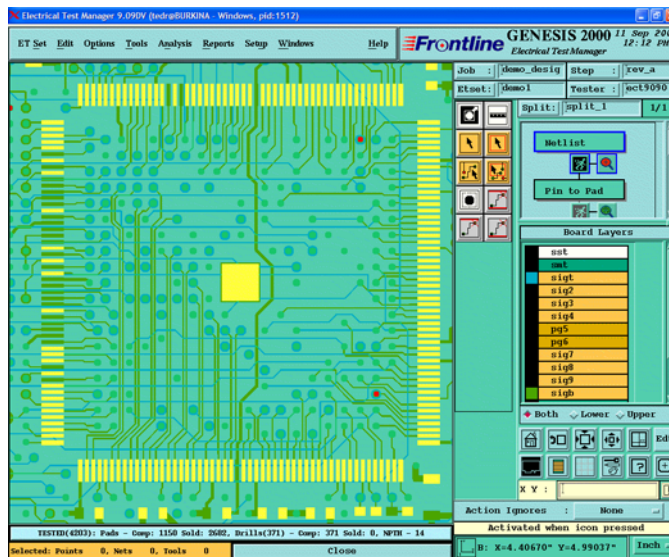 Electrical Test Manager 9.09DV (tedr@BURKINA - Windows, pid:1512)
ET Set Edit Options Tools Analysis Reports Setup Windows Help
Frontline
GENESIS 2000
Electrical Test Manager
11 Sep 200
12:12 PM
Job : demo_desig Step : rev_a
Etset: demo1 Tester : ect9090
Split: split_1 1/1
Netlist
Pin to Pad
Board Layers
sst
smt
sigt
sig2
sig3
sig4
pg5
pg6
sig7
sig8
sig9
sigb
Both Lower Upper
Edi
X Y :
Action Ignores : None
Activated when icon pressed
TESTED(4203): Pads - Comp: 1150 Sold: 2682, Drills(371) - Comp: 371 Sold: 0, NPTH - 14
Selected: Points 0, Nets 0, Tools 0 Close
B: X=4.40670" Y=4.99037" Inch